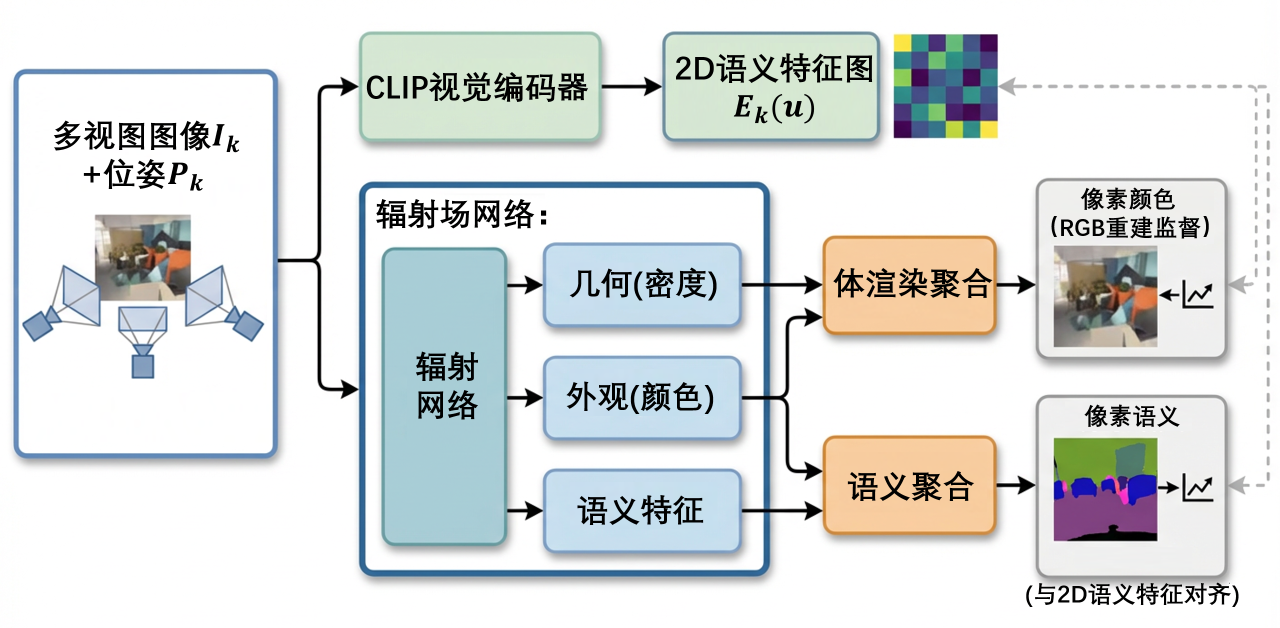 多视图图像I_k
+位姿P_k
CLIP视觉编码器
2D语义特征图
E_k(u)
辐射场网络：
辐射
网络
几何(密度)
外观(颜色)
语义特征
体渲染聚合
语义聚合
像素颜色
(RGB重建监督)
像素语义
(与2D语义特征对齐)